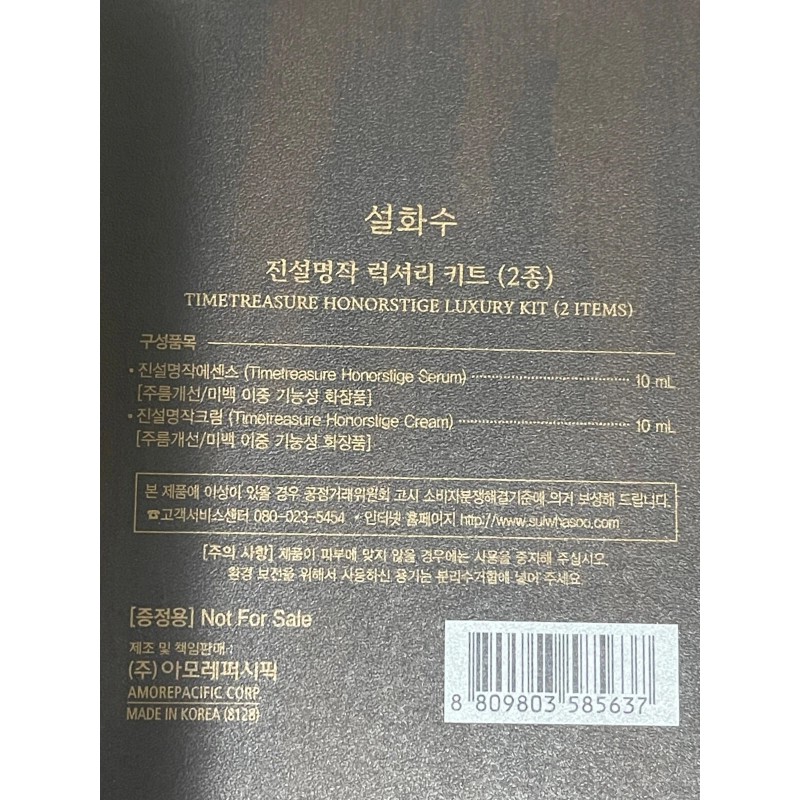 설화수
진설명작 럭셔리 키트 (2종)
TIMETREASURE HONORSTIGE LUXURY KIT (2 ITEMS)
구성품목
• 진설명작에센스 (Timetreasure Honorstige Serum) 10 mL
[주름개선/미백 이중 기능성 화장품]
• 진설명작크림 (Timetreasure Honorstige Cream) 10 mL
[주름개선/미백 이중 기능성 화장품]
본 제품에 이상이 있을 경우 공정거래위원회 고시 소비자분쟁해결기준에 의거 보상해 드립니다.
☎고객서비스센터 080-023-5454 • 인터넷 홈페이지 http://www.sulwhasoo.com
[주의 사항] 제품이 피부에 맞지 않을 경우에는 사용을 중지해 주십시오.
환경 보전을 위해서 사용하신 용기는 분리수거함에 넣어 주세요.
[증정용] Not For Sale
제조 및 책임판매 :
(주) 아모레퍼시픽
AMOREPACIFIC CORP.
MADE IN KOREA (8128)
8 809803 585637